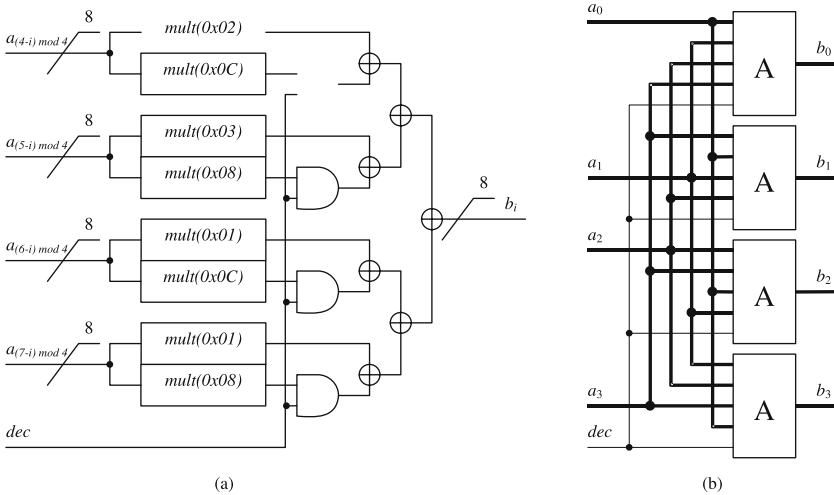 8
a(4-i) mod 4
mult(0x02)
mult(0x0C)
8
a(5-i) mod 4
mult(0x03)
mult(0x08)
8
bi
8
a(6-i) mod 4
mult(0x01)
mult(0x0C)
8
a(7-i) mod 4
mult(0x01)
mult(0x08)
dec
(a)
a0
A
b0
a1
A
b1
a2
A
b2
a3
A
b3
dec
(b)